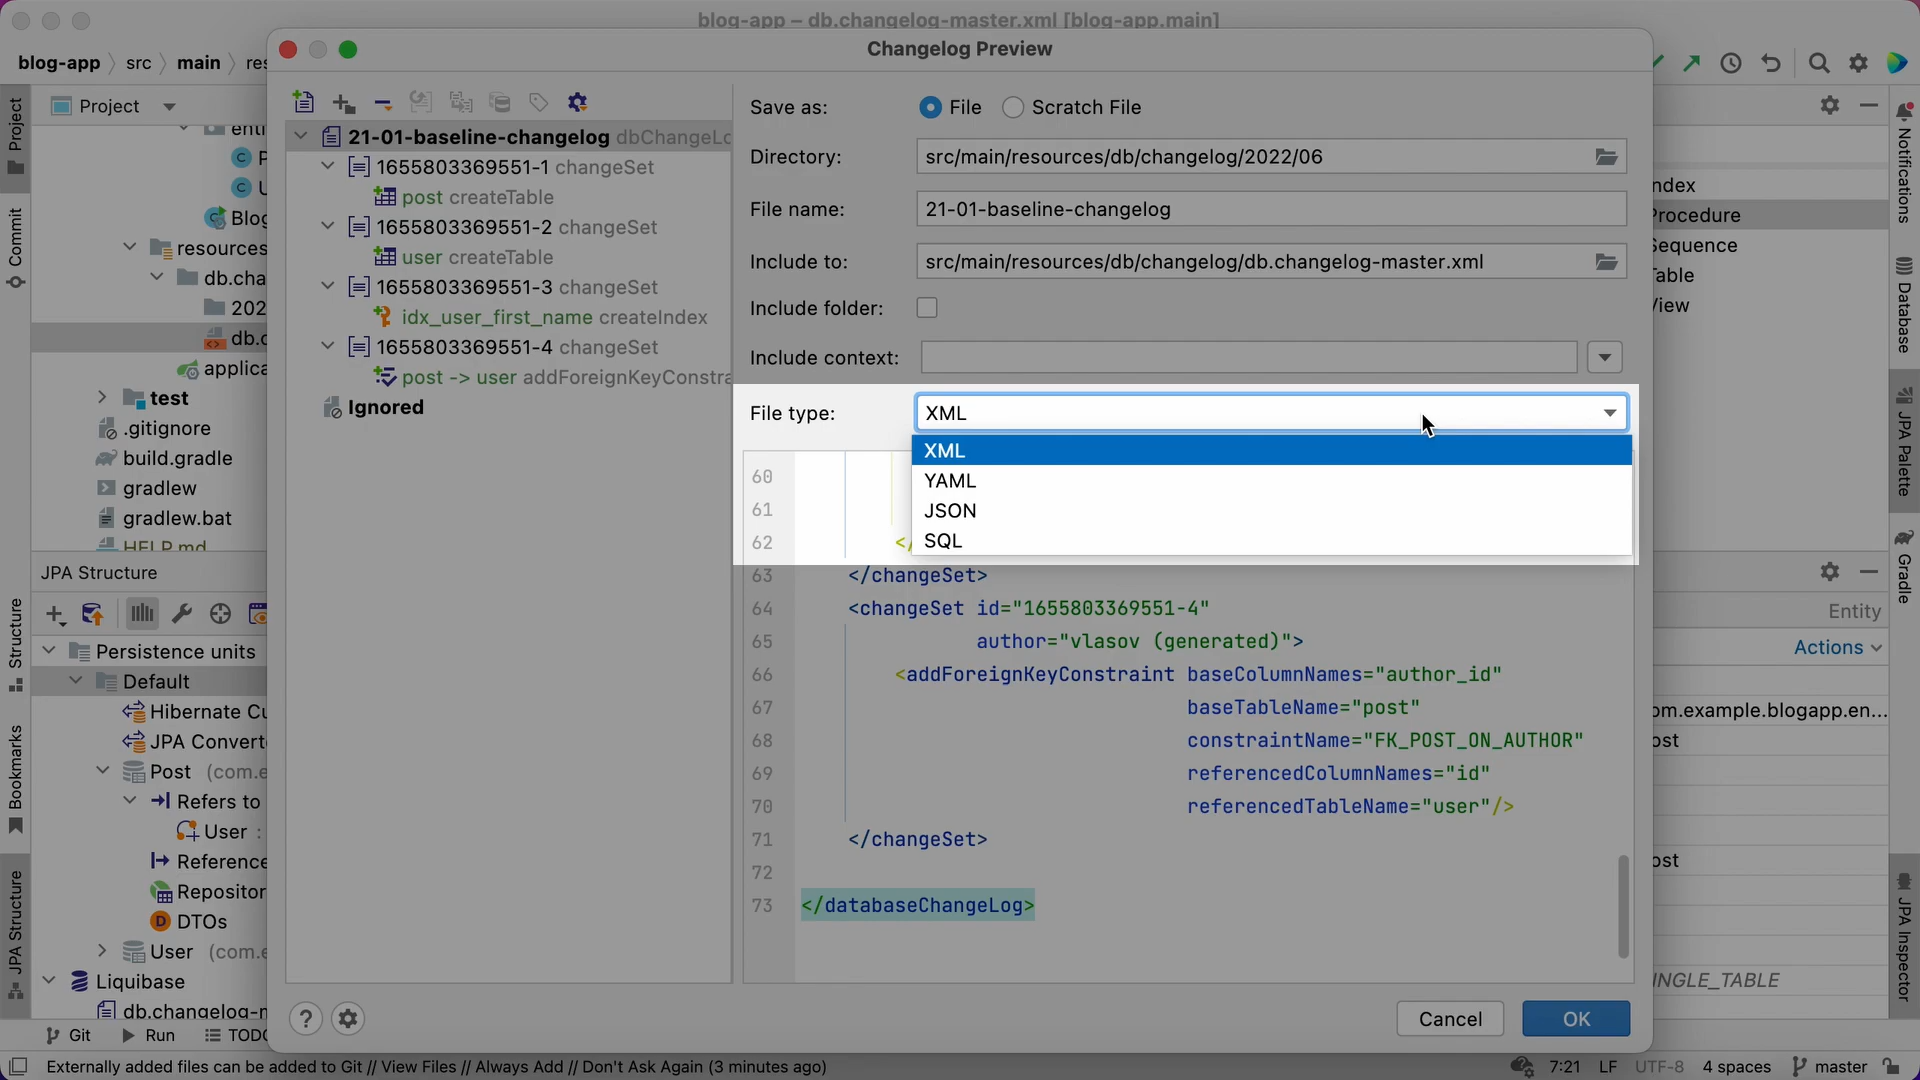 blog-app – db.changelog-master.xml [blog-app.main]
blog-app
src
main
Changelog Preview
Project
Project
Commit
Structure
Bookmarks
JPA Structure
Blog
resources
test
.gitignore
build.gradle
gradlew
gradlew.bat
HELP.md
JPA Structure
Persistence units
Default
Post
Refers to
User :
DTOs
User
Liquibase
21-01-baseline-changelog
1655803369551-1 changeSet
post createTable
1655803369551-2 changeSet
user createTable
1655803369551-3 changeSet
idx_user_first_name createIndex
1655803369551-4 changeSet
post -> user addForeignKeyConstra
Ignored
Save as:
File
Scratch File
Directory:
src/main/resources/db/changelog/2022/06
File name:
21-01-baseline-changelog
Include to:
src/main/resources/db/changelog/db.changelog-master.xml
Include folder:
Include context:
File type:
XML
XML
YAML
JSON
SQL
60
61
62 </
63 </changeSet>
64 <changeSet id="1655803369551-4"
65 author="vlasov (generated)">
66 <addForeignKeyConstraint baseColumnNames="author_id"
67 baseTableName="post"
68 constraintName="FK_POST_ON_AUTHOR"
69 referencedColumnNames="id"
70 referencedTableName="user"/>
71 </changeSet>
72
73 </databaseChangeLog>
?
Cancel
OK
ndex
Procedure
Sequence
Table
View
Entity
Actions
om.example.blogapp.en...
ost
ost
INGLE_TABLE
Notifications
Database
JPA Palette
Gradle
JPA Inspector
Git
Run
TODO
Externally added files can be added to Git // View Files // Always Add // Don't Ask Again (3 minutes ago)
7:21
LF
UTF-8
4 spaces
master